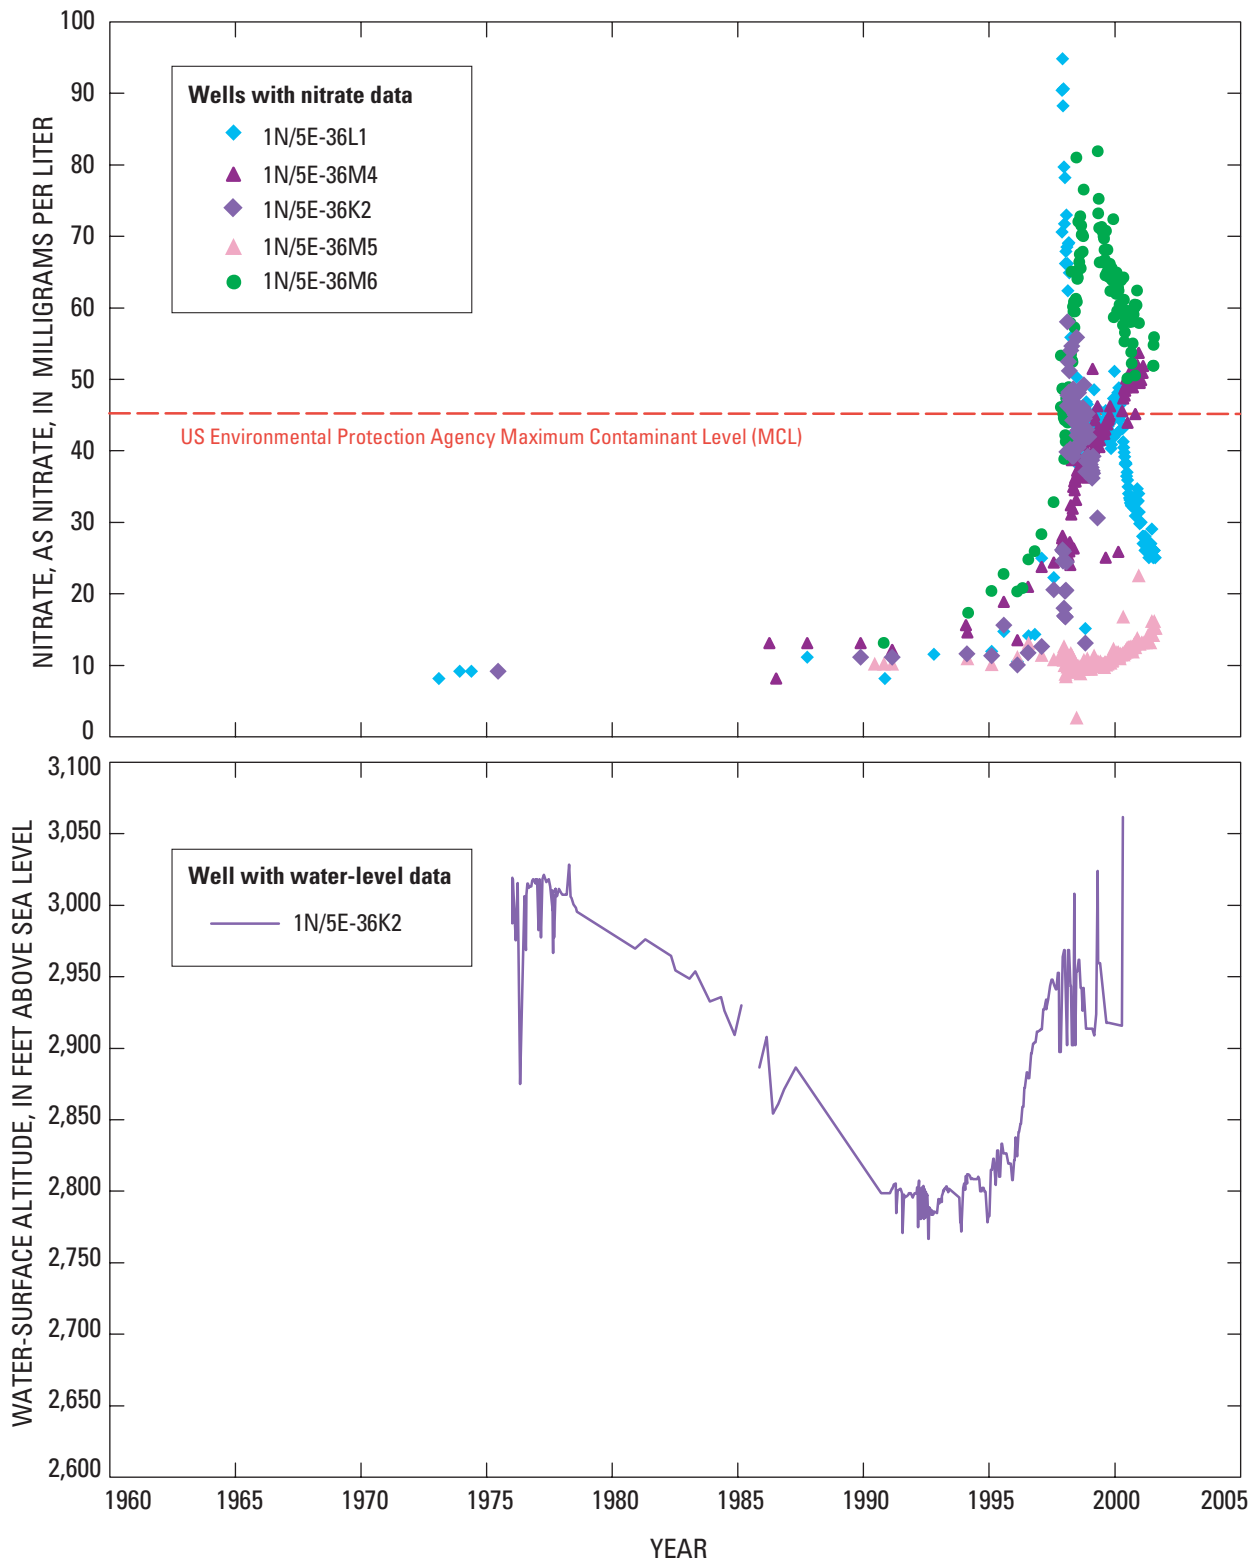 100
90
80
70
60
50
40
30
20
10
0
NITRATE, AS NITRATE, IN MILLIGRAMS PER LITER
Wells with nitrate data
1N/5E-36L1
1N/5E-36M4
1N/5E-36K2
1N/5E-36M5
1N/5E-36M6
US Environmental Protection Agency Maximum Contaminant Level (MCL)
3,100
3,050
3,000
2,950
2,900
2,850
2,800
2,750
2,700
2,650
2,600
WATER-SURFACE ALTITUDE, IN FEET ABOVE SEA LEVEL
Well with water-level data
1N/5E-36K2
1960 1965 1970 1975 1980 1985 1990 1995 2000 2005
YEAR